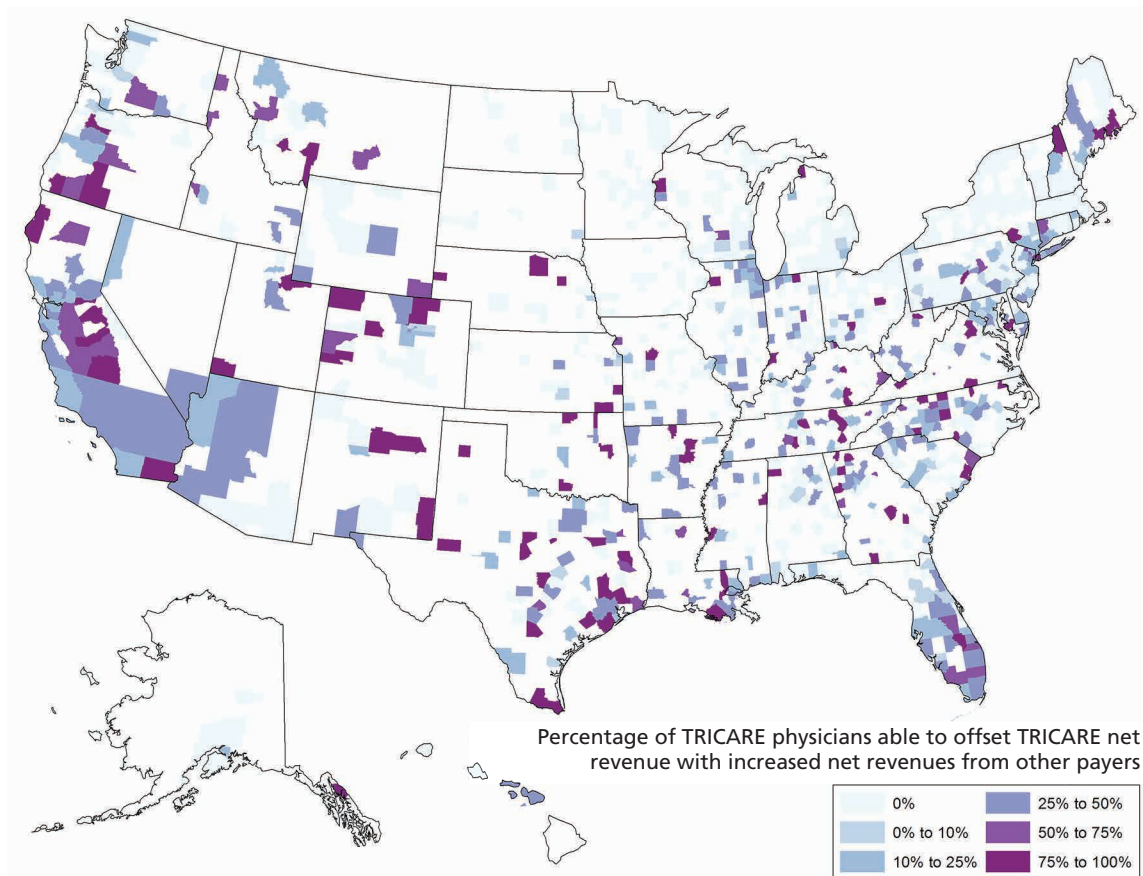 Percentage of TRICARE physicians able to offset TRICARE net
revenue with increased net revenues from other payers
0%
25% to 50%
0% to 10%
50% to 75%
10% to 25%
75% to 100%